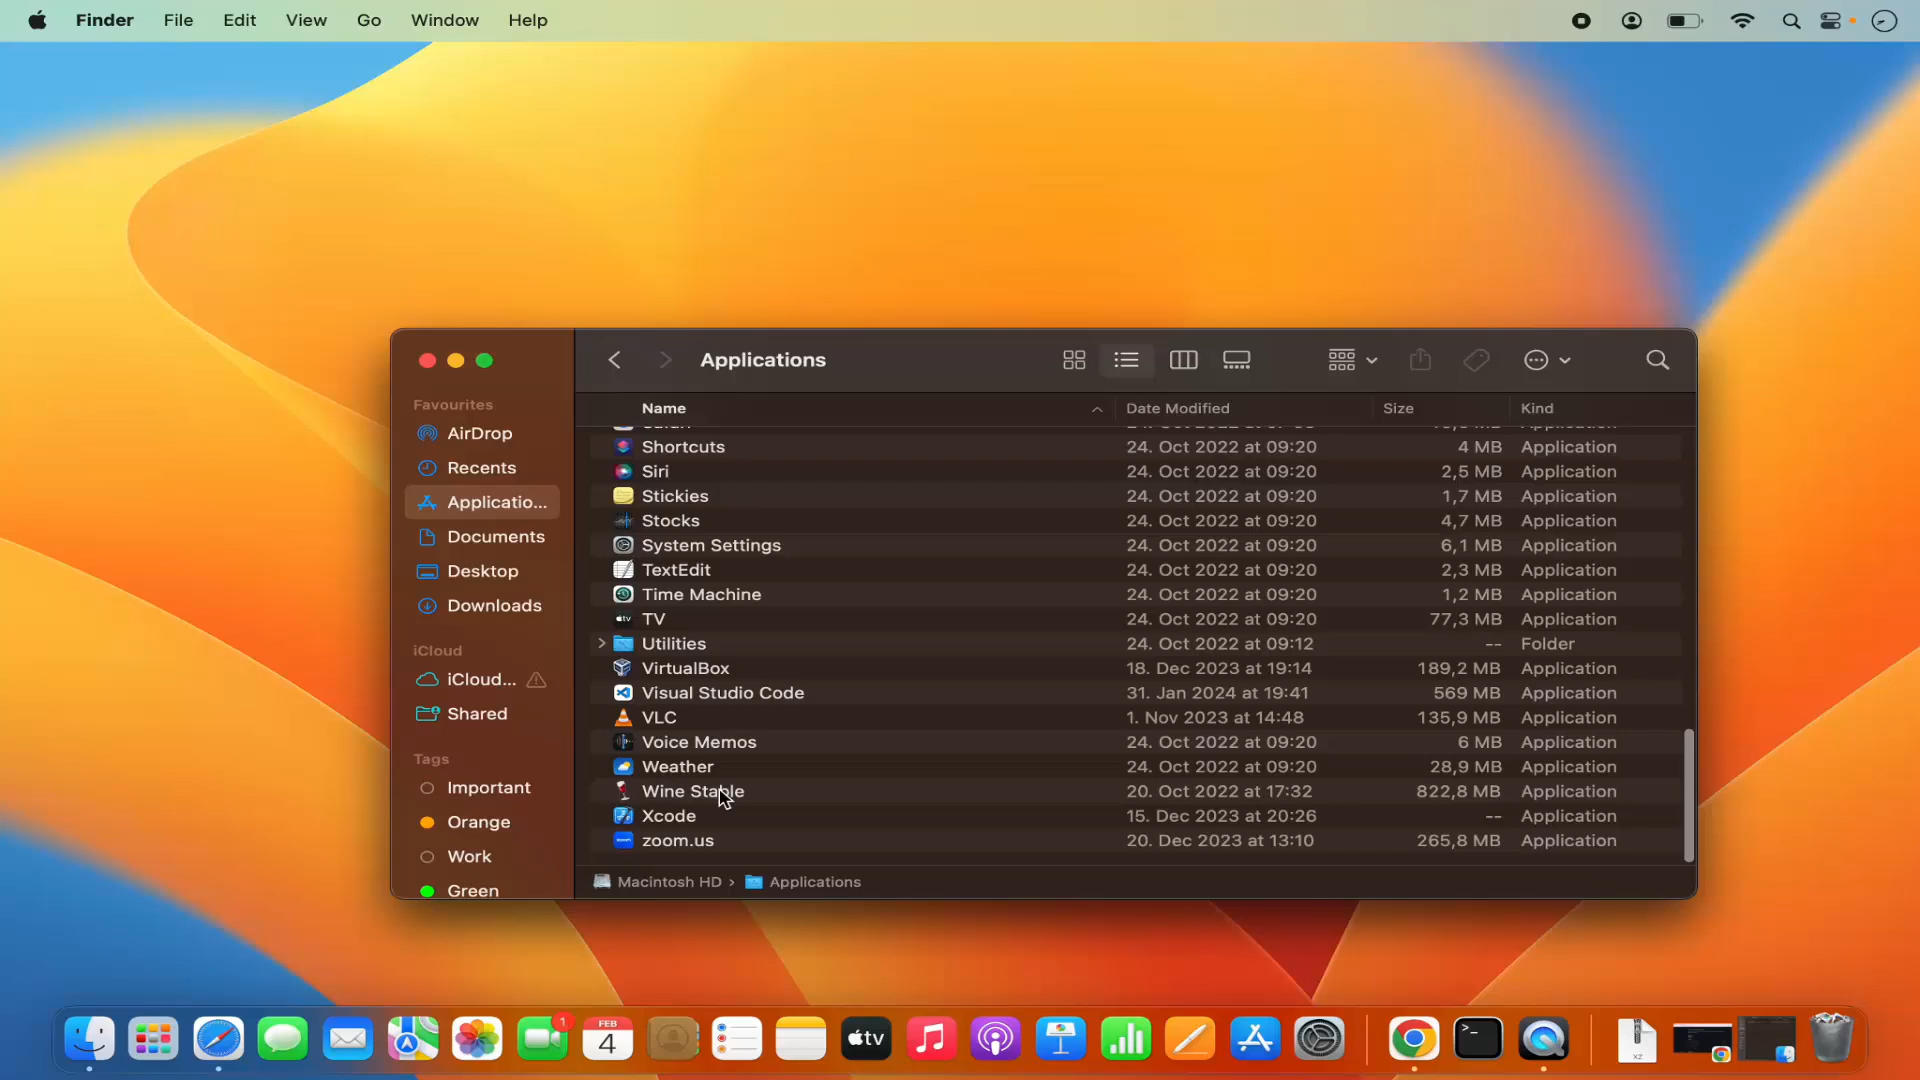 Finder File Edit View Go Window Help
Applications
Favourites
AirDrop
Recents
Applicatio...
Documents
Desktop
Downloads
iCloud
iCloud...
Shared
Tags
Important
Orange
Work
Green
Name Date Modified Size Kind
Shortcuts 24. Oct 2022 at 09:20 4 MB Application
Siri 24. Oct 2022 at 09:20 2,5 MB Application
Stickies 24. Oct 2022 at 09:20 1,7 MB Application
Stocks 24. Oct 2022 at 09:20 4,7 MB Application
System Settings 24. Oct 2022 at 09:20 6,1 MB Application
TextEdit 24. Oct 2022 at 09:20 2,3 MB Application
Time Machine 24. Oct 2022 at 09:20 1,2 MB Application
TV 24. Oct 2022 at 09:20 77,3 MB Application
Utilities 24. Oct 2022 at 09:12 -- Folder
VirtualBox 18. Dec 2023 at 19:14 189,2 MB Application
Visual Studio Code 31. Jan 2024 at 19:41 569 MB Application
VLC 1. Nov 2023 at 14:48 135,9 MB Application
Voice Memos 24. Oct 2022 at 09:20 6 MB Application
Weather 24. Oct 2022 at 09:20 28,9 MB Application
Wine Stable 20. Oct 2022 at 17:32 822,8 MB Application
Xcode 15. Dec 2023 at 20:26 -- Application
zoom.us 20. Dec 2023 at 13:10 265,8 MB Application
Macintosh HD › Applications
1
FEB
4
tv
XZ